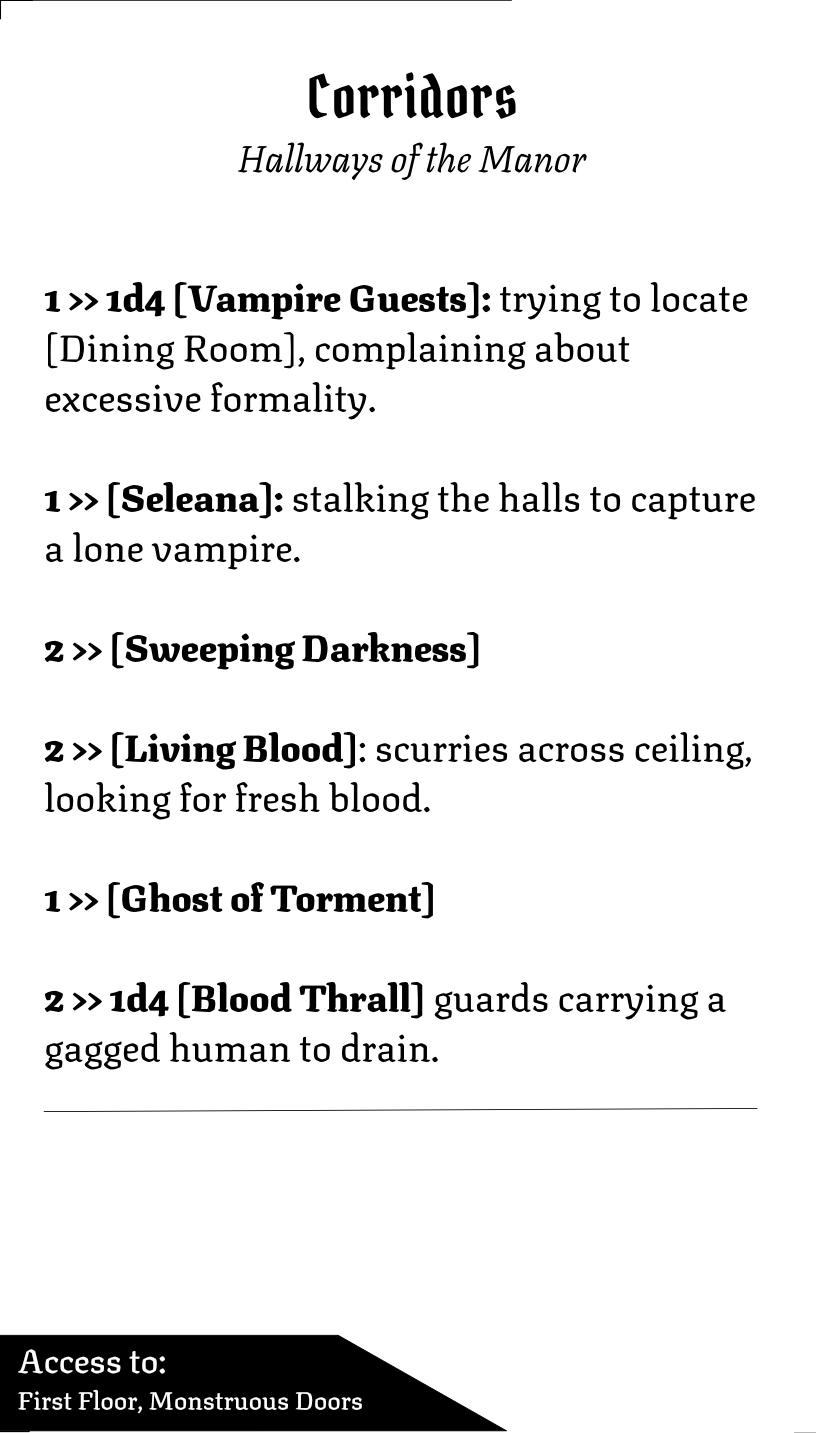 Corridors
Hallways of the Manor
1 >> 1d4 [Vampire Guests]: trying to locate
[Dining Room], complaining about
excessive formality.
1 >> [Seleana]: stalking the halls to capture
a lone vampire.
2 >> [Sweeping Darkness]
2 >> [Living Blood]: scurries across ceiling,
looking for fresh blood.
1 >> [Ghost of Torment]
2 >> 1d4 [Blood Thrall] guards carrying a
gagged human to drain.
Access to:
First Floor, Monstruous Doors